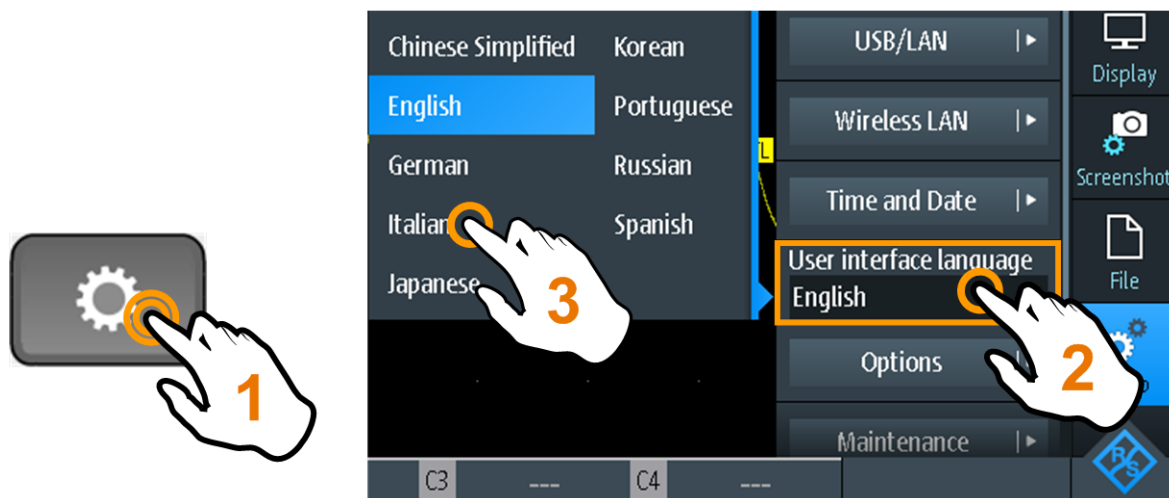 1
Chinese Simplified
English
German
Italian
Japanese
Korean
Portuguese
Russian
Spanish
3
USB/LAN
Wireless LAN
Time and Date
User interface language
English
Options
Maintenance
2
Display
Screenshot
File
C3 ---
C4 ---
R
S